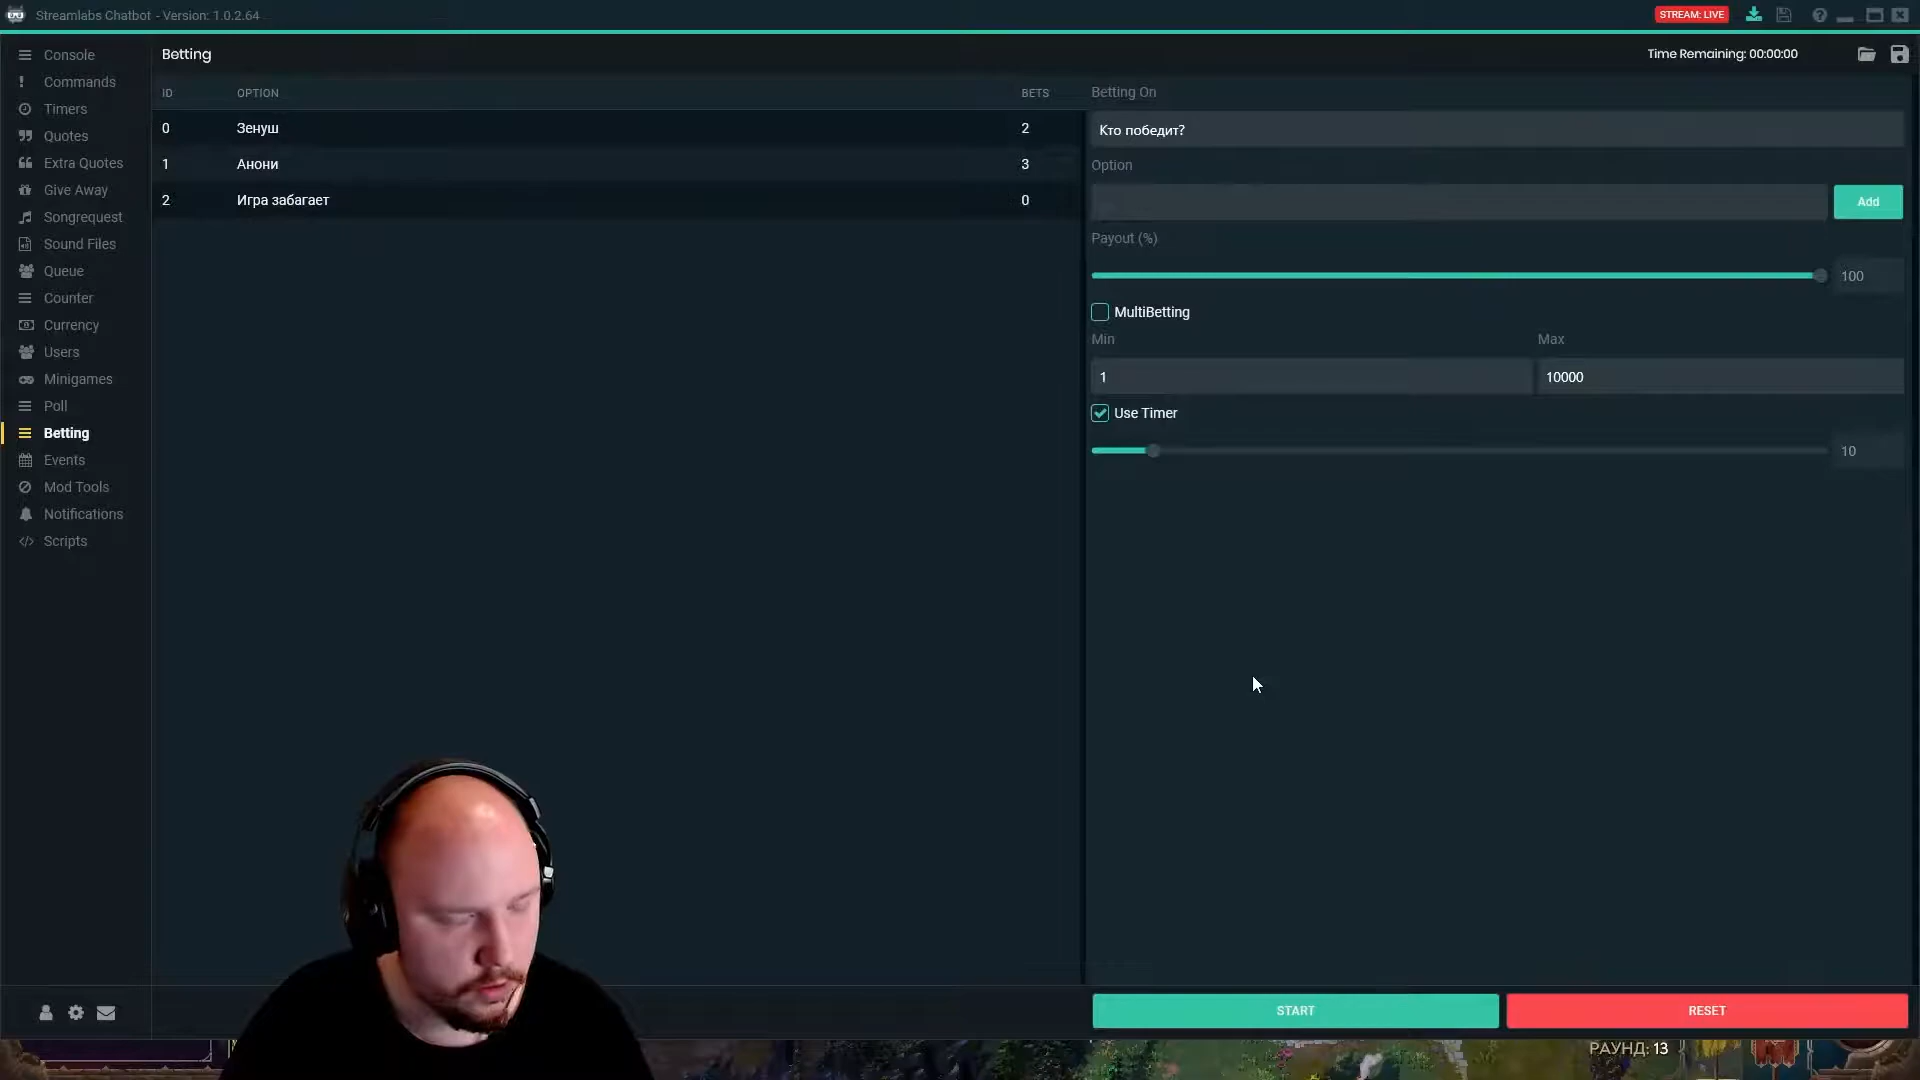 Streamlabs Chatbot - Version: 1.0.2.64
STREAM: LIVE
Betting
Time Remaining: 00:00:00
Console
Commands
Timers
Quotes
Extra Quotes
Give Away
Songrequest
Sound Files
Queue
Counter
Currency
Users
Minigames
Poll
Betting
Events
Mod Tools
Notifications
Scripts
ID OPTION BETS
0 Зенуш 2
1 Анони 3
2 Игра забагает 0
Betting On
Кто победит?
Option
Add
Payout (%)
100
MultiBetting
Min Max
1 10000
Use Timer
10
START RESET
РАУНД: 13